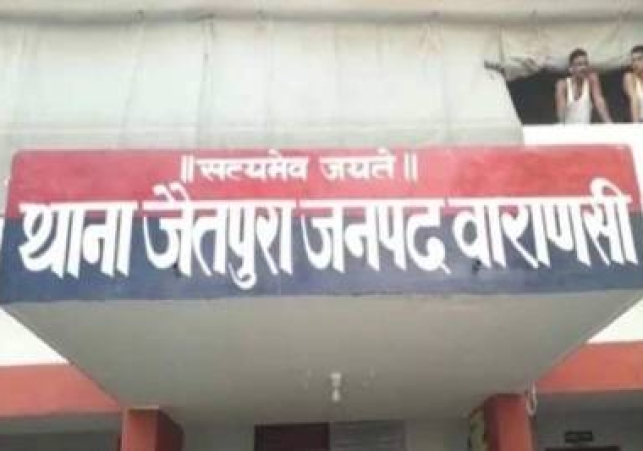 ॥सत्यमेव जयते॥
थाना जैतपुरा जनपद वाराणसी